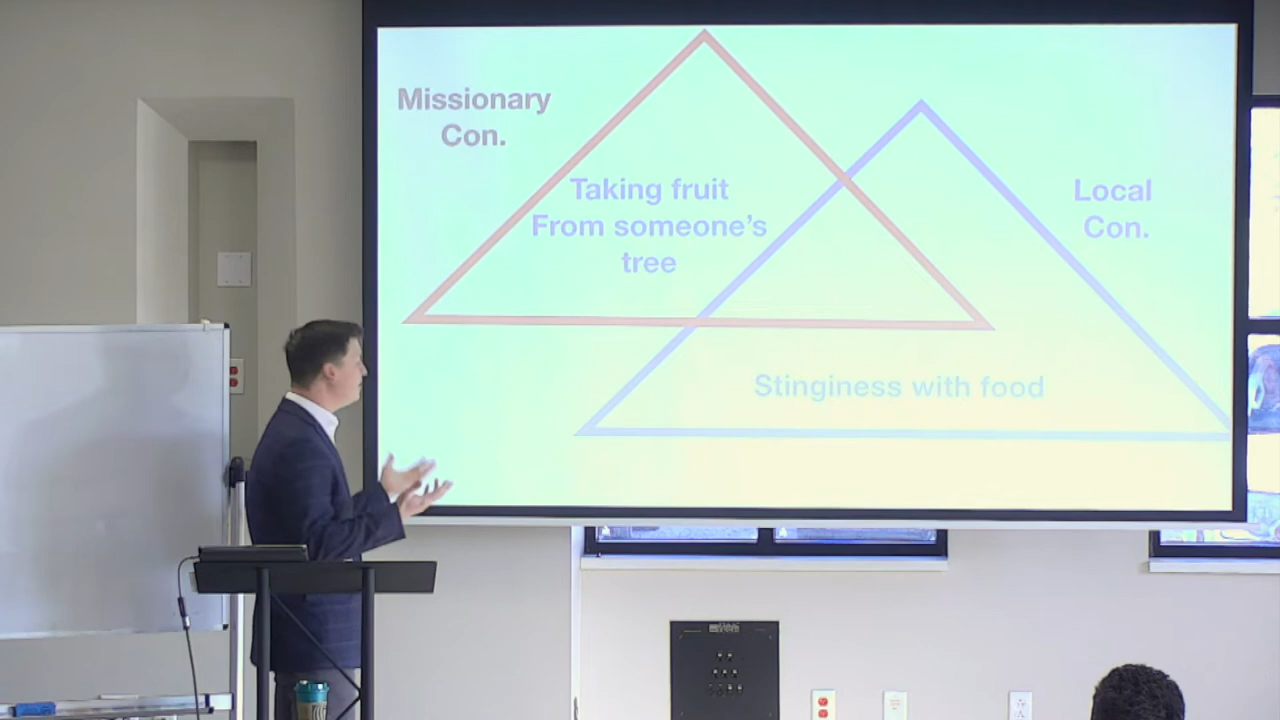 Missionary
Con.
Taking fruit
From someone's
tree
Local
Con.
Stinginess with food